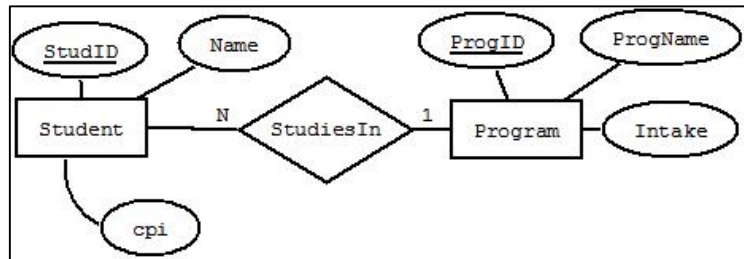 StudID
Name
ProgID
ProgName
Student
N
StudiesIn
1
Program
Intake
cpi